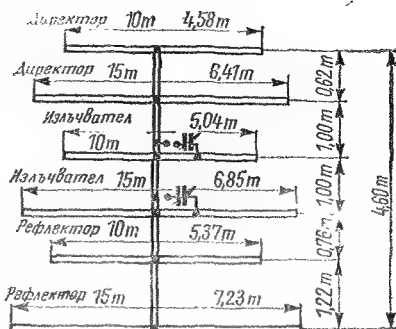 Директор 10m 4,58m
Директор 15m 6,41m
0,62m
Излъчвател 5,04m
10m
1,00m
Излъчвател 15m 6,85m
1,00m
4,60m
Рефлектор 10m 5,37m
0,76m
Рефлектор 15m 7,23m
1,22m